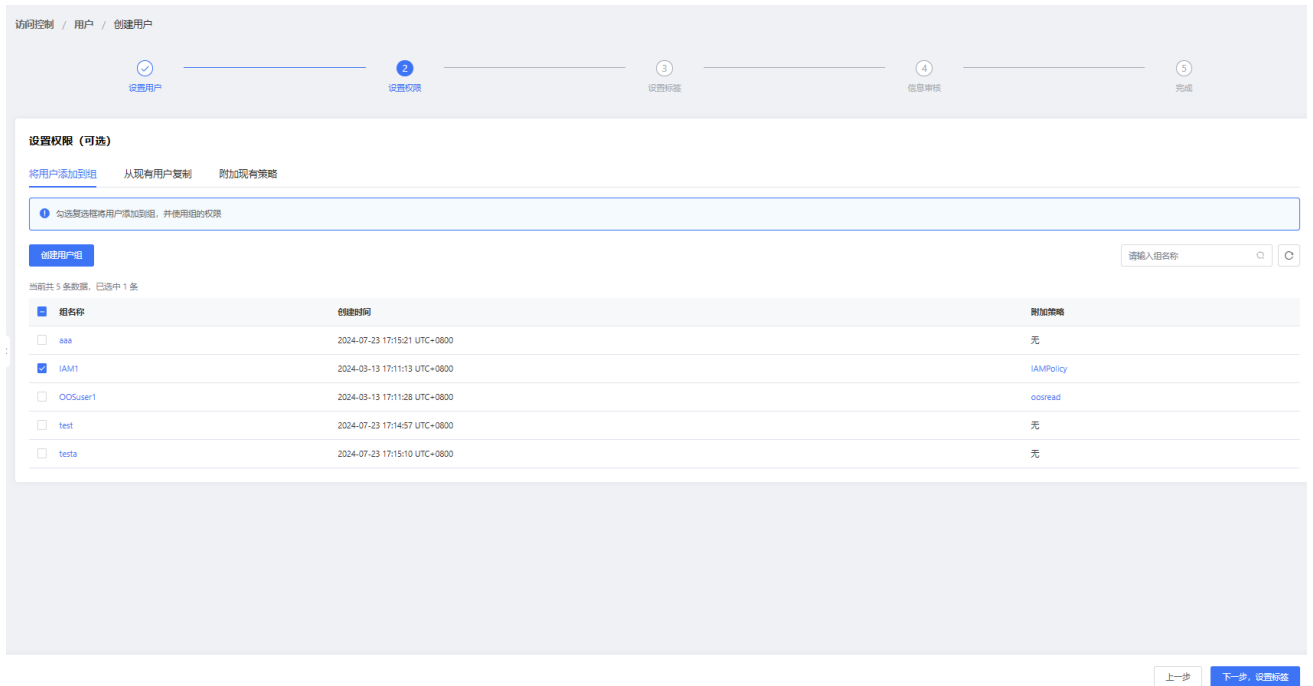 访问控制 / 用户 / 创建用户
2 3 4 5
设置用户 设置权限 设置标签 信息审核 完成
设置权限（可选）
将用户添加到组 从现有用户复制 附加现有策略
勾选复选框将用户添加到组，并使用组的权限
创建用户组 请输入组名称
当前共 5 条数据，已选中 1 条
组名称 创建时间 附加策略
aaa 2024-07-23 17:15:21 UTC+0800 无
IAM1 2024-03-13 17:11:13 UTC+0800 IAMPolicy
OOSuser1 2024-03-13 17:11:28 UTC+0800 oosread
test 2024-07-23 17:14:57 UTC+0800 无
testa 2024-07-23 17:15:10 UTC+0800 无
上一步 下一步，设置标签